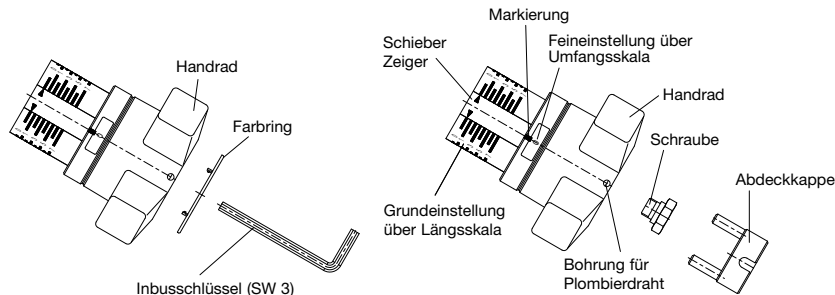 Handrad
Farbring
Inbusschlüssel (SW 3)
Markierung
Schieber
Zeiger
Feineinstellung über
Umfangsskala
Handrad
Schraube
Abdeckkappe
Grundeinstellung
über Längsskala
Bohrung für
Plombierdraht